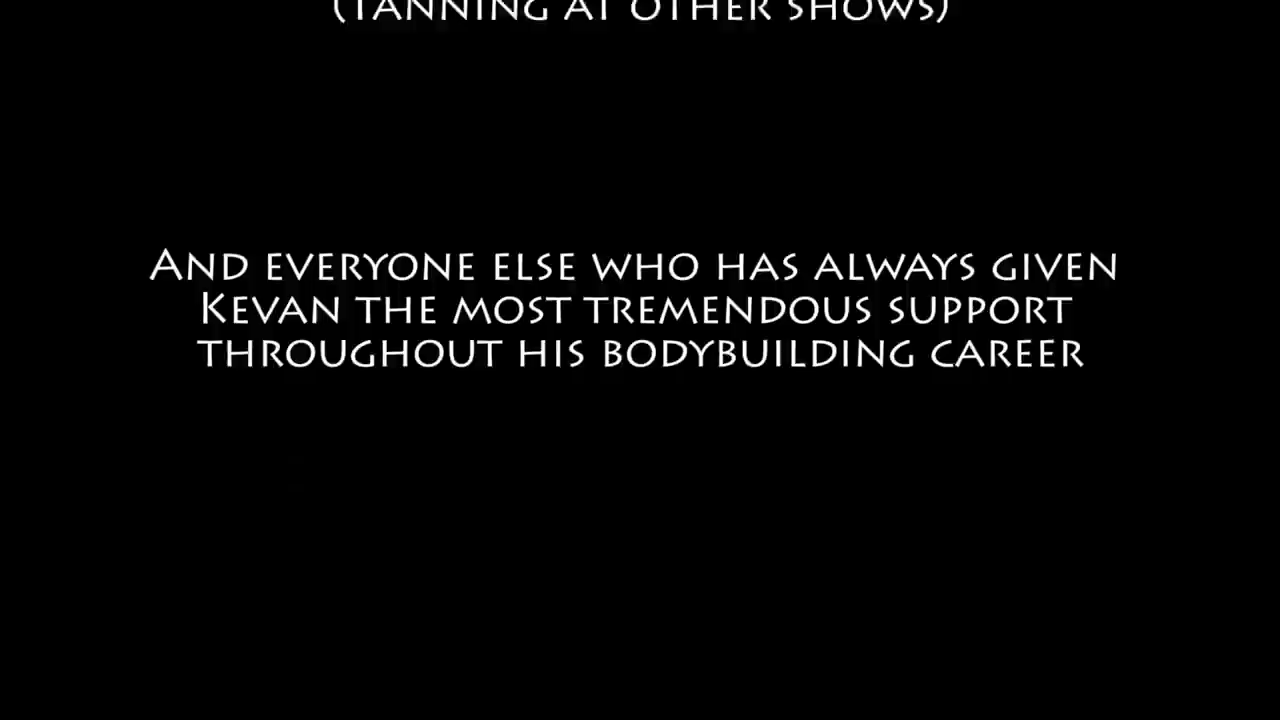 (TANNING AT OTHER SHOWS)
AND EVERYONE ELSE WHO HAS ALWAYS GIVEN
KEVAN THE MOST TREMENDOUS SUPPORT
THROUGHOUT HIS BODYBUILDING CAREER